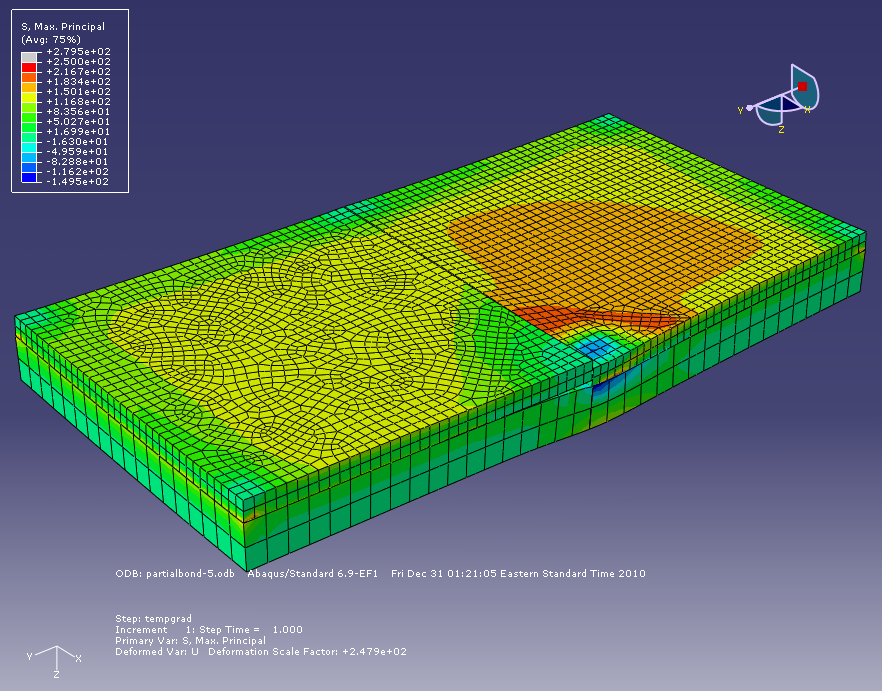 S, Max. Principal
(Avg: 75%)
+2.795e+02
+2.500e+02
+2.167e+02
+1.834e+02
+1.501e+02
+1.168e+02
+8.356e+01
+5.027e+01
+1.699e+01
-1.630e+01
-4.959e+01
-8.288e+01
-1.162e+02
-1.495e+02
Y
X
Z
ODB: partialbond-5.odb Abaqus/Standard 6.9-EF1 Fri Dec 31 01:21:05 Eastern Standard Time 2010
Step: tempgrad
Increment 1: Step Time = 1.000
Primary Var: S, Max. Principal
Deformed Var: U Deformation Scale Factor: +2.479e+02
Y
X
Z